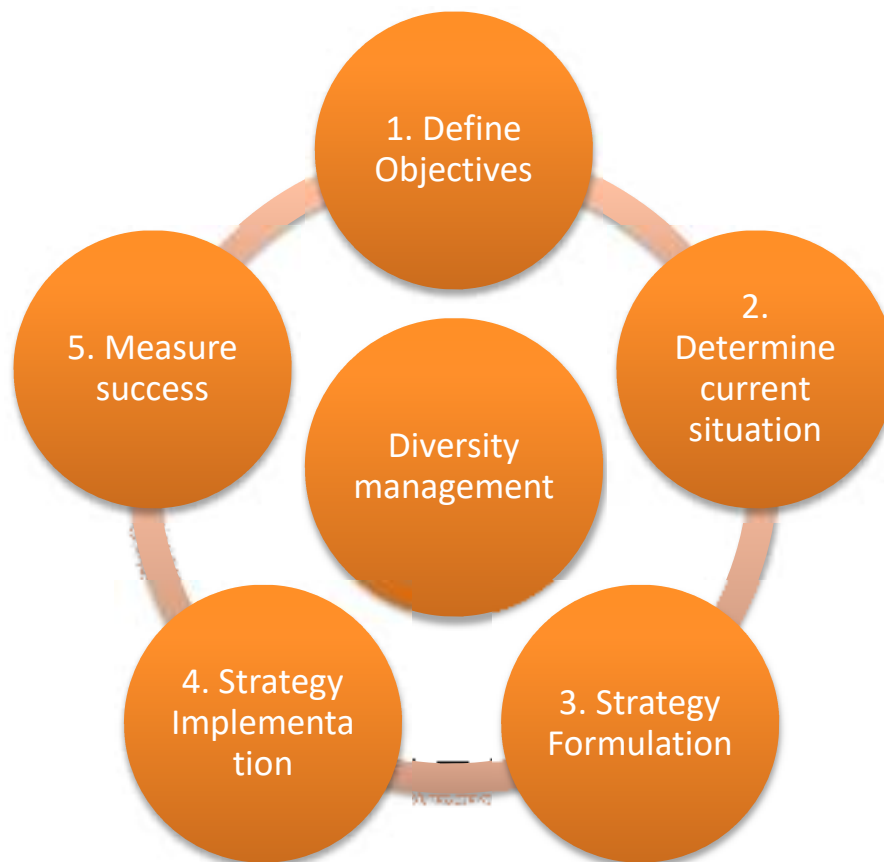 1. Define
Objectives
2.
Determine
current
situation
3. Strategy
Formulation
4. Strategy
Implementa
tion
5. Measure
success
Diversity
management